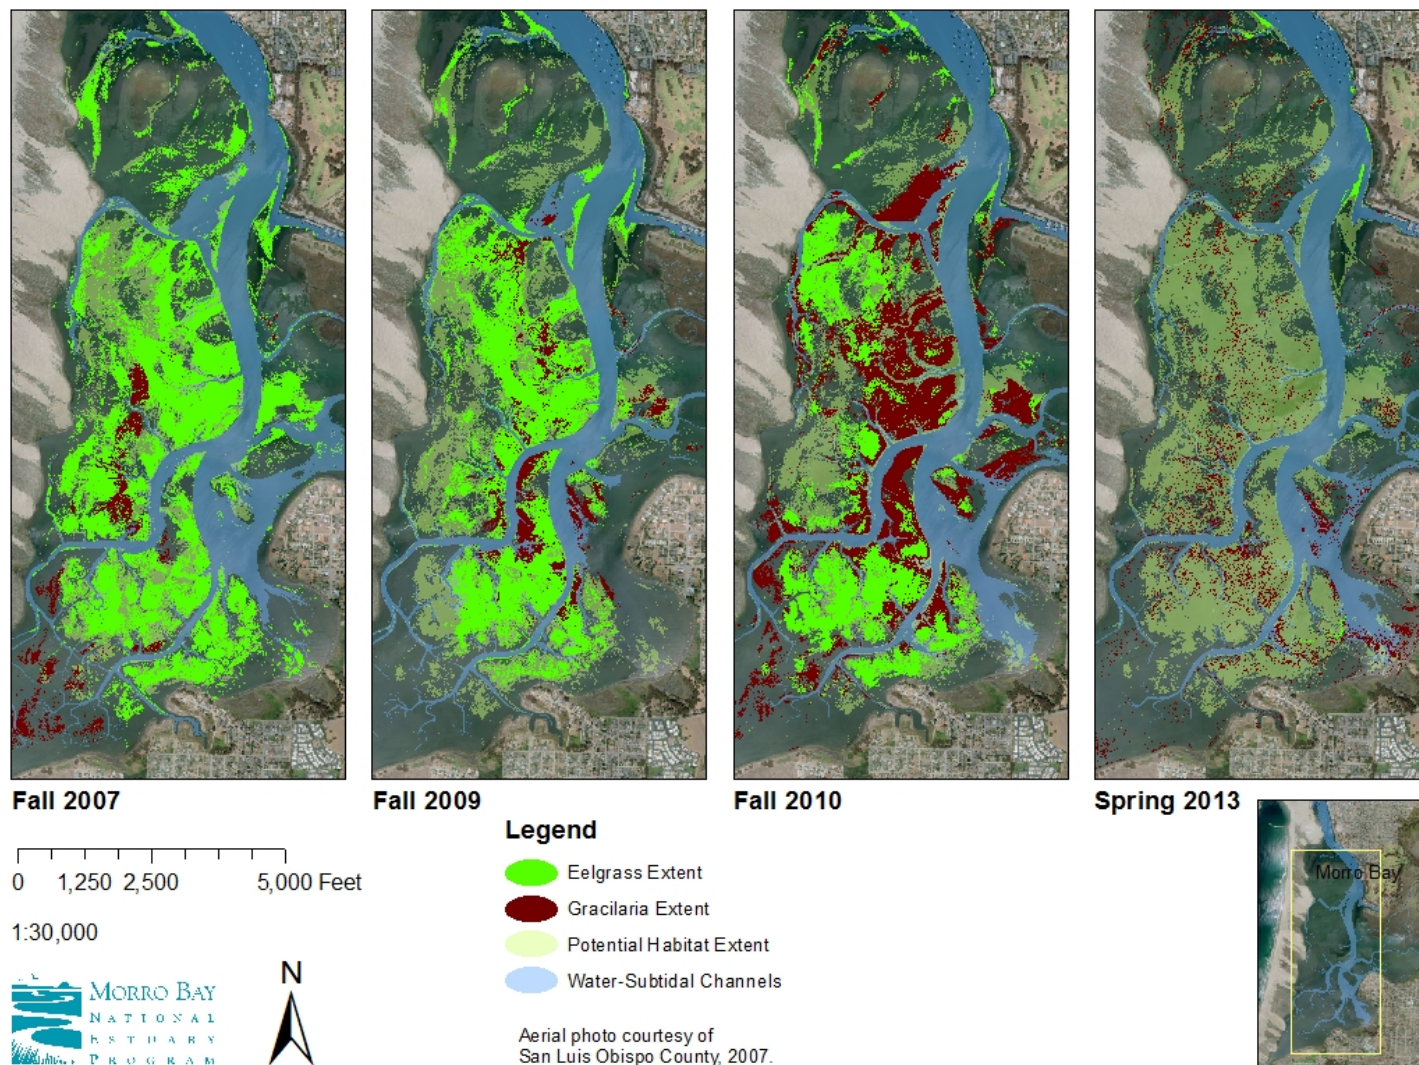 Fall 2007
Fall 2009
Fall 2010
Spring 2013
0 1,250 2,500 5,000 Feet
1:30,000
MORRO BAY
NATIONAL
ESTUARY
PROGRAM
N
Legend
Eelgrass Extent
Gracilaria Extent
Potential Habitat Extent
Water-Subtidal Channels
Aerial photo courtesy of
San Luis Obispo County, 2007.
Morro Bay